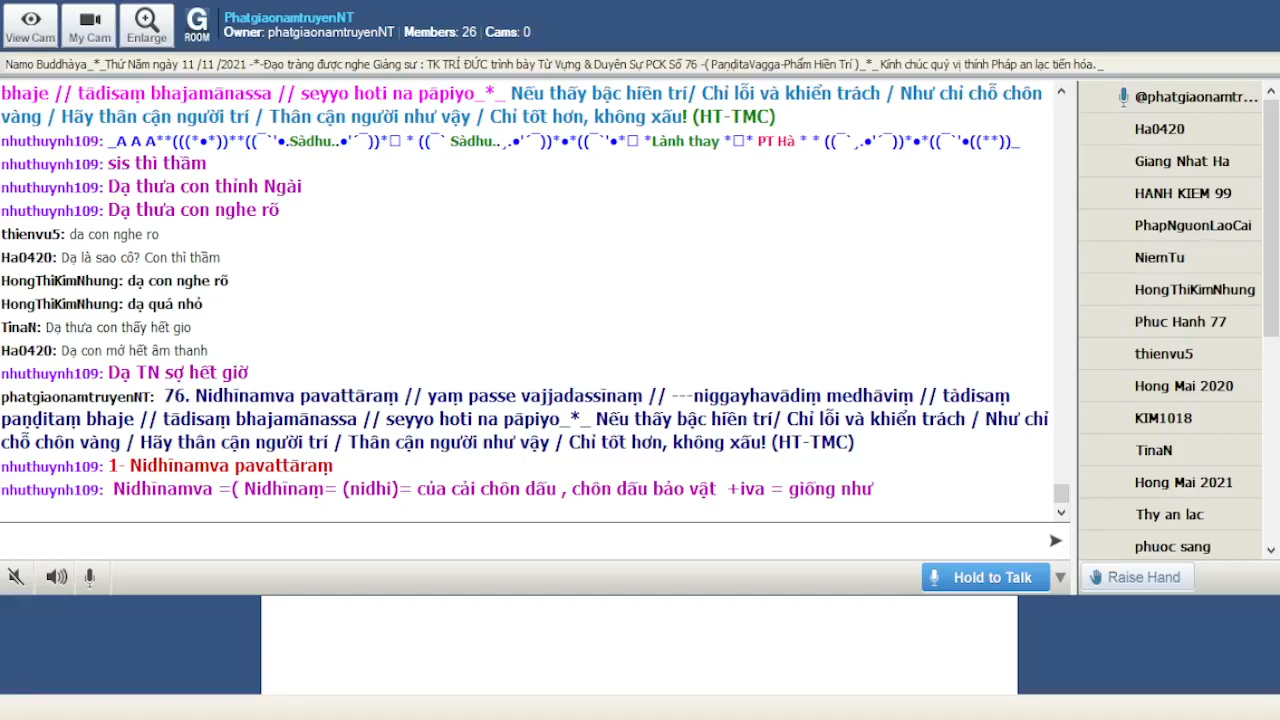 View Cam
My Cam
Enlarge
G
ROOM
PhatgiaonamtruyenNT
Owner: phatgiaonamtruyenNT | Members: 26 | Cams: 0
Namo Buddhàya_*_Thứ Năm ngày 11 /11 /2021 -*-Đạo tràng được nghe Giảng sư : TK TRÍ ĐỨC trình bày Từ Vựng & Duyên Sự PCK Số 76 -( PaṇḍitaVagga-Phẩm Hiền Trí )_*_ Kính chúc quý vị thính Pháp an lạc tiến hóa._
bhaje // tādisaṃ bhajamānassa // seyyo hoti na pāpiyo_*_ Nếu thấy bậc hiền trí/ Chỉ lỗi và khiển trách / Như chỉ chỗ chôn
vàng / Hãy thân cận người trí / Thân cận người như vậy / Chỉ tốt hơn, không xấu! (HT-TMC)
nhuthuynh109: _A A A**(((*•*))**((¯`'•.Sàdhu..•'´¯))*□ * ((¯` Sàdhu..¸.•'´¯))*•*((¯`'•*□ *Lành thay *□* PT Hà * * ((¯`¸.•'´¯))*•*((¯`'•((**))_
nhuthuynh109: sis thì thầm
nhuthuynh109: Dạ thưa con thỉnh Ngài
nhuthuynh109: Dạ thưa con nghe rõ
thienvu5: da con nghe ro
Ha0420: Dạ là sao cô? Con thì thầm
HongThiKimNhung: dạ con nghe rõ
HongThiKimNhung: dạ quá nhỏ
TinaN: Dạ thưa con thấy hết gio
Ha0420: Dạ con mở hết âm thanh
nhuthuynh109: Dạ TN sợ hết giờ
phatgiaonamtruyenNT: 76. Nidhīnamva pavattāraṃ // yaṃ passe vajjadassīnaṃ // ---niggayhavādiṃ medhāviṃ // tàdisaṃ
paṇḍitaṃ bhaje // tādisaṃ bhajamānassa // seyyo hoti na pāpiyo_*_ Nếu thấy bậc hiền trí/ Chỉ lỗi và khiển trách / Như chỉ
chỗ chôn vàng / Hãy thân cận người trí / Thân cận người như vậy / Chỉ tốt hơn, không xấu! (HT-TMC)
nhuthuynh109: 1- Nidhīnamva pavattāraṃ
nhuthuynh109: Nidhīnamva =( Nidhīnaṃ= (nidhi)= của cải chôn dấu , chôn dấu bảo vật +iva = giống như
@phatgiaonamtr...
Ha0420
Giang Nhat Ha
HANH KIEM 99
PhapNguonLaoCai
NiemTu
HongThiKimNhung
Phuc Hanh 77
thienvu5
Hong Mai 2020
KIM1018
TinaN
Hong Mai 2021
Thy an lac
phuoc sang
Hold to Talk
Raise Hand